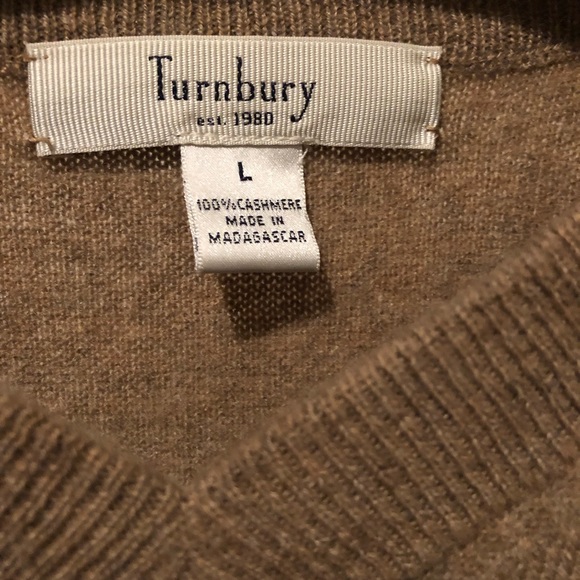 Turnbury
est. 1980
L
100%CASHMERE
MADE IN
MADAGASCAR